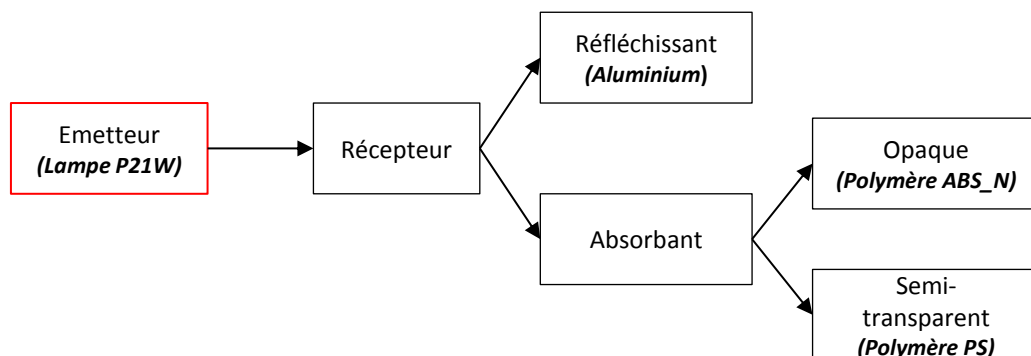 Emetteur
(Lampe P21W)
Récepteur
Réfléchissant
(Aluminium)
Absorbant
Opaque
(Polymère ABS_N)
Semi-
transparent
(Polymère PS)